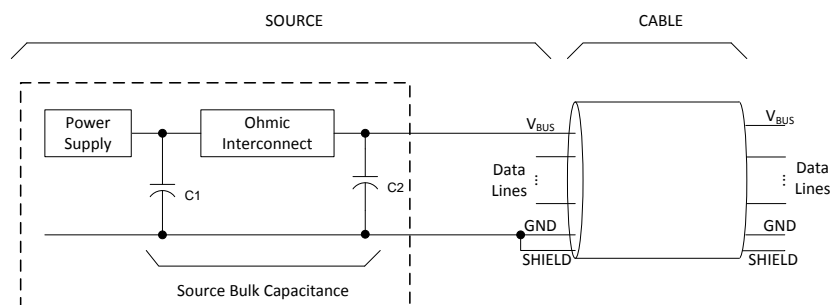 SOURCE
CABLE
Power
Supply
Ohmic
Interconnect
C1
C2
VBUS
Data
Lines
...
GND
SHIELD
VBUS
...
Data
Lines
GND
SHIELD
Source Bulk Capacitance